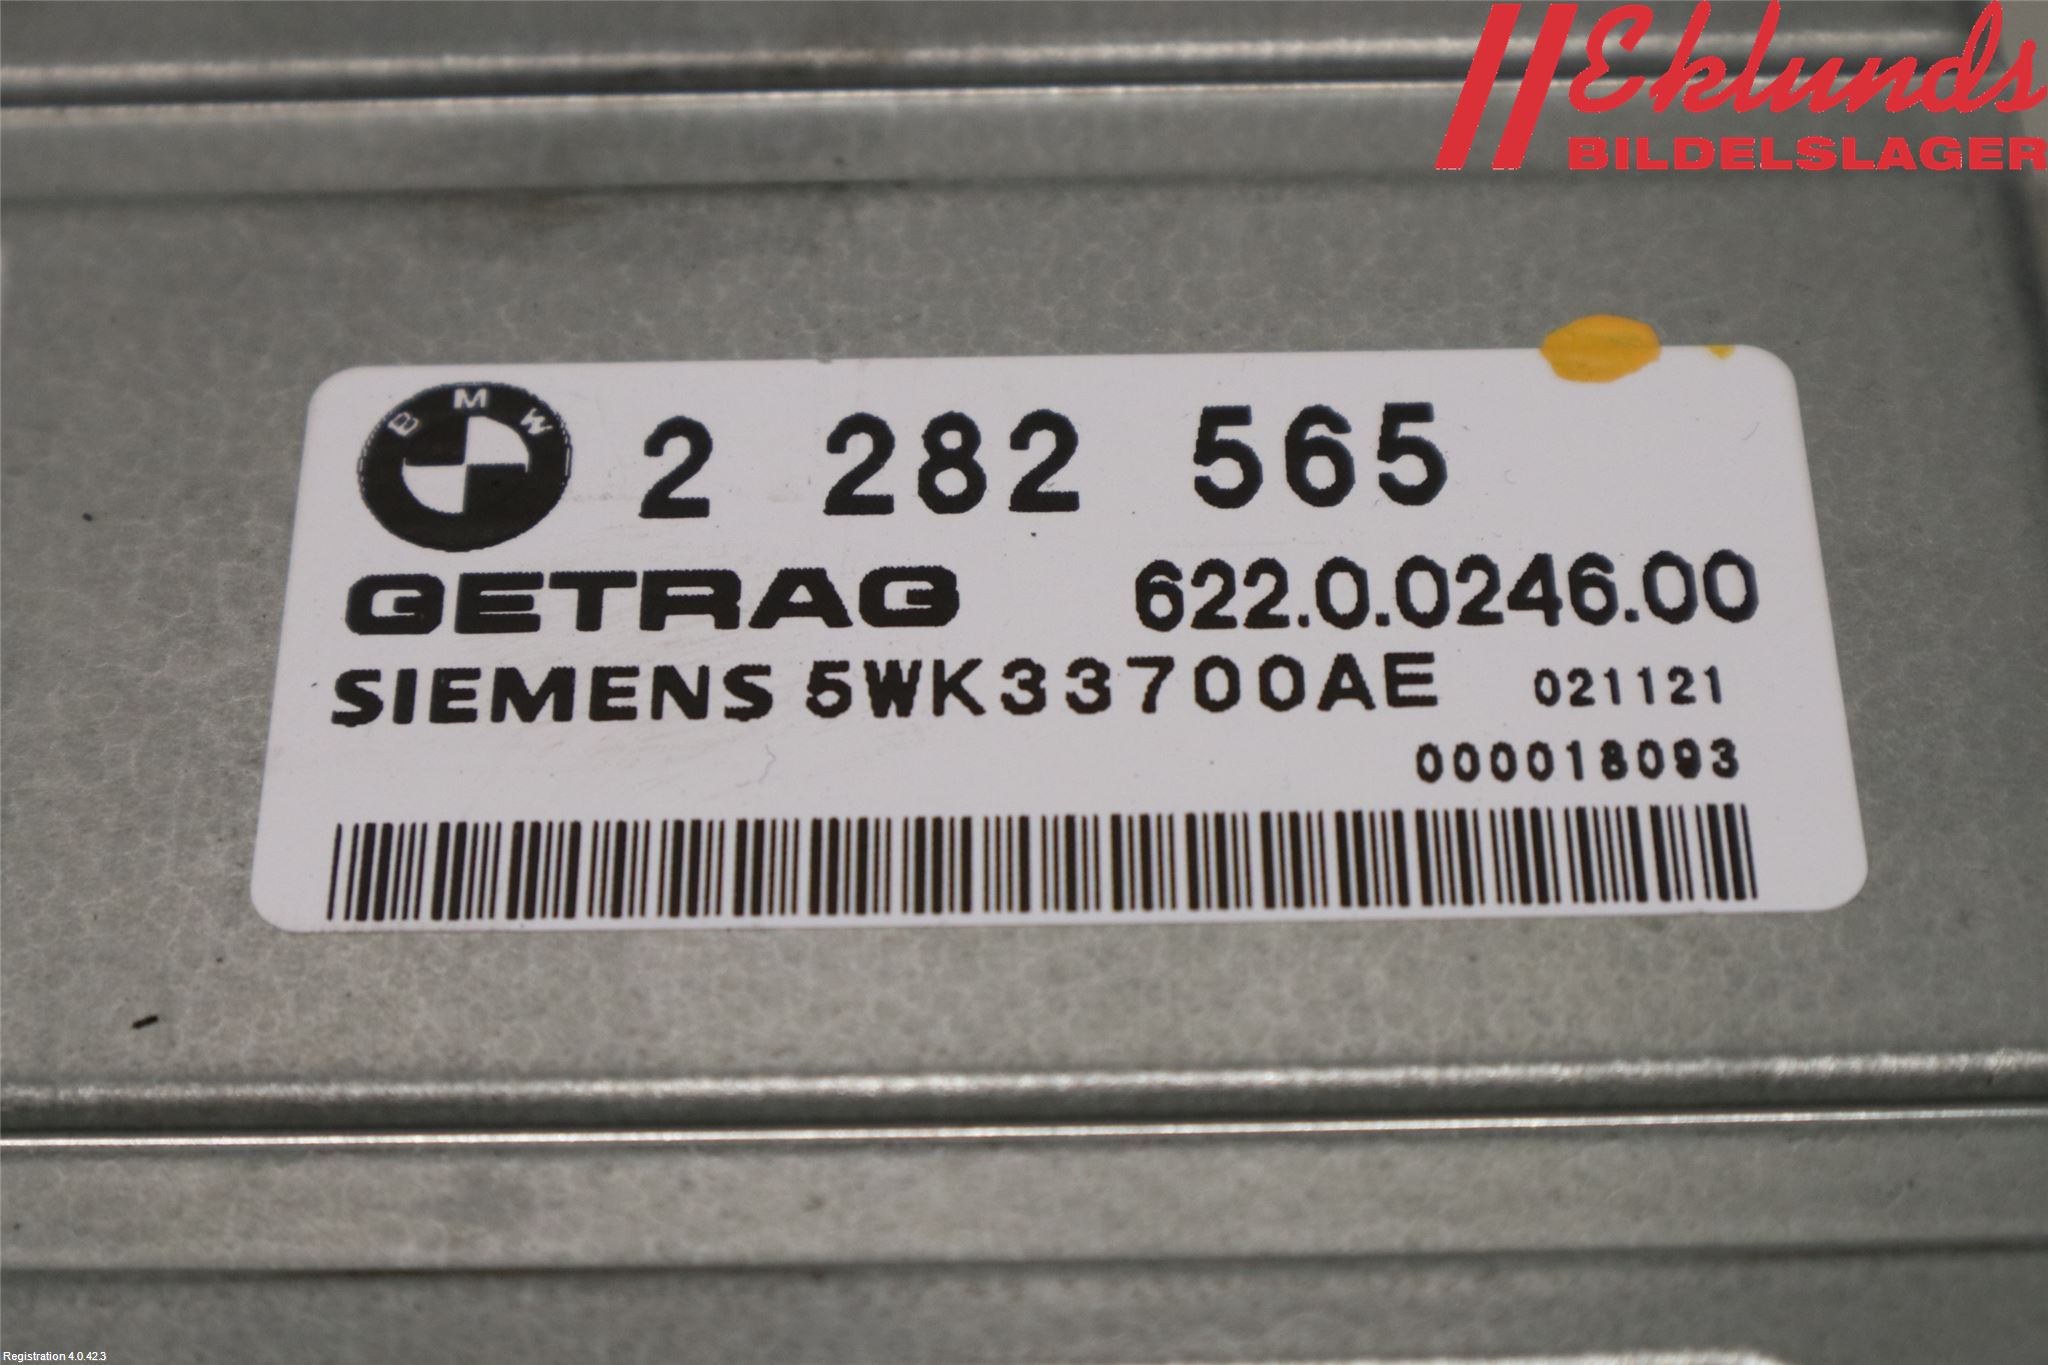 Eklunds
BILDELSLAGER
BMW 2 282 565
GETRAG 622.0.0246.00
SIEMENS 5WK33700AE 021121
000018093
Registration 4.0.42.3